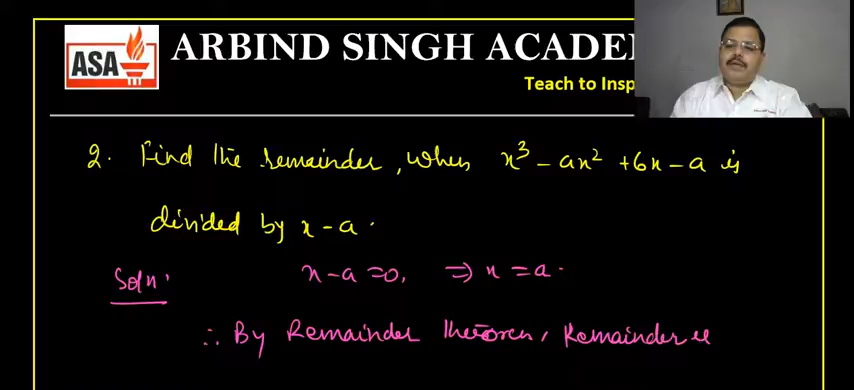 ASA
ARBIND SINGH ACADE
Teach to Insp
2. Find the remainder, when x³ - ax² + 6x - a is
divided by x - a.
Soln:
x - a = 0, ⇒ x = a.
∴ By Remainder theorem, Remainder is